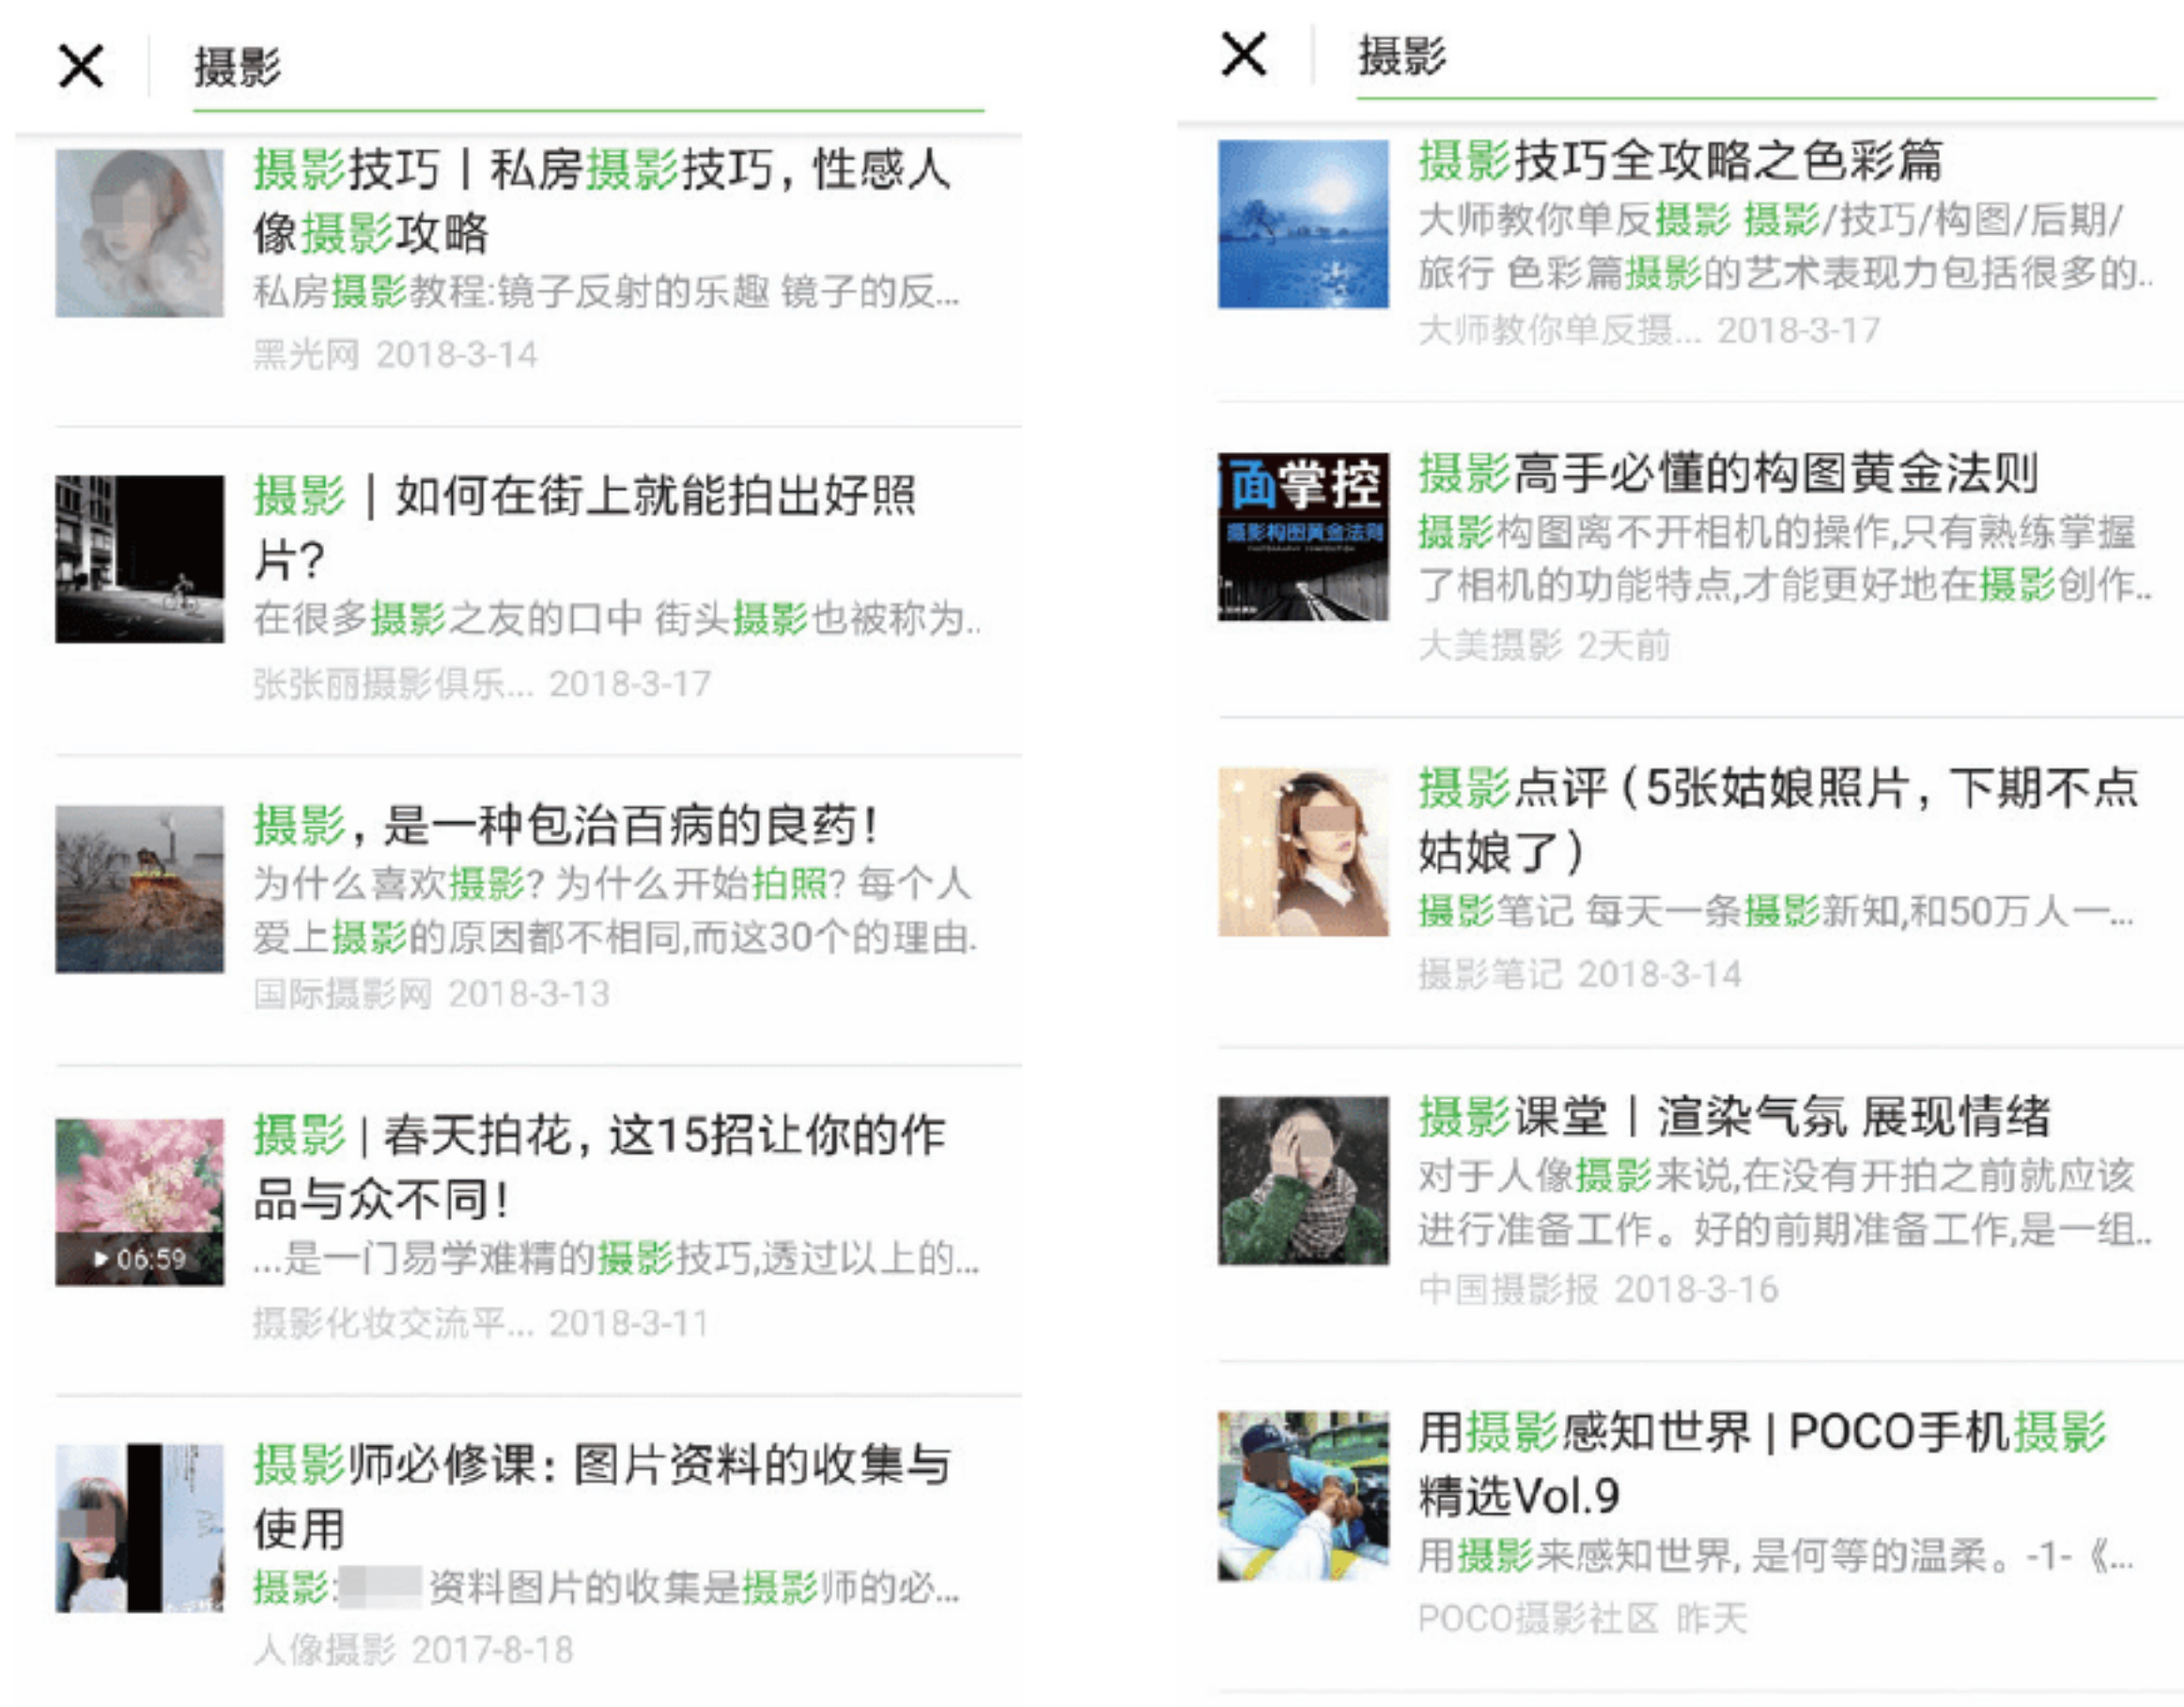 摄影
摄影技巧丨私房摄影技巧，性感人
像摄影攻略
私房摄影教程:镜子反射的乐趣 镜子的反...
黑光网 2018-3-14
摄影｜如何在街上就能拍出好照
片？
在很多摄影之友的口中 街头摄影也被称为..
张张丽摄影俱乐... 2018-3-17
摄影，是一种包治百病的良药！
为什么喜欢摄影? 为什么开始拍照? 每个人
爱上摄影的原因都不相同,而这30个的理由.
国际摄影网 2018-3-13
摄影 | 春天拍花，这15招让你的作
品与众不同！
06:59
...是一门易学难精的摄影技巧,透过以上的...
摄影化妆交流平... 2018-3-11
摄影师必修课：图片资料的收集与
使用
摄影: 资料图片的收集是摄影师的必...
人像摄影 2017-8-18
摄影
摄影技巧全攻略之色彩篇
大师教你单反摄影 摄影/技巧/构图/后期/
旅行 色彩篇摄影的艺术表现力包括很多的..
大师教你单反摄... 2018-3-17
面掌控
摄影构图黄金法则
摄影高手必懂的构图黄金法则
摄影构图离不开相机的操作,只有熟练掌握
了相机的功能特点,才能更好地在摄影创作..
大美摄影 2天前
摄影点评（5张姑娘照片，下期不点
姑娘了）
摄影笔记 每天一条摄影新知,和50万人一...
摄影笔记 2018-3-14
摄影课堂丨渲染气氛 展现情绪
对于人像摄影来说,在没有开拍之前就应该
进行准备工作。好的前期准备工作,是一组..
中国摄影报 2018-3-16
用摄影感知世界 | POCO手机摄影
精选Vol.9
用摄影来感知世界, 是何等的温柔。-1-《...
POCO摄影社区 昨天